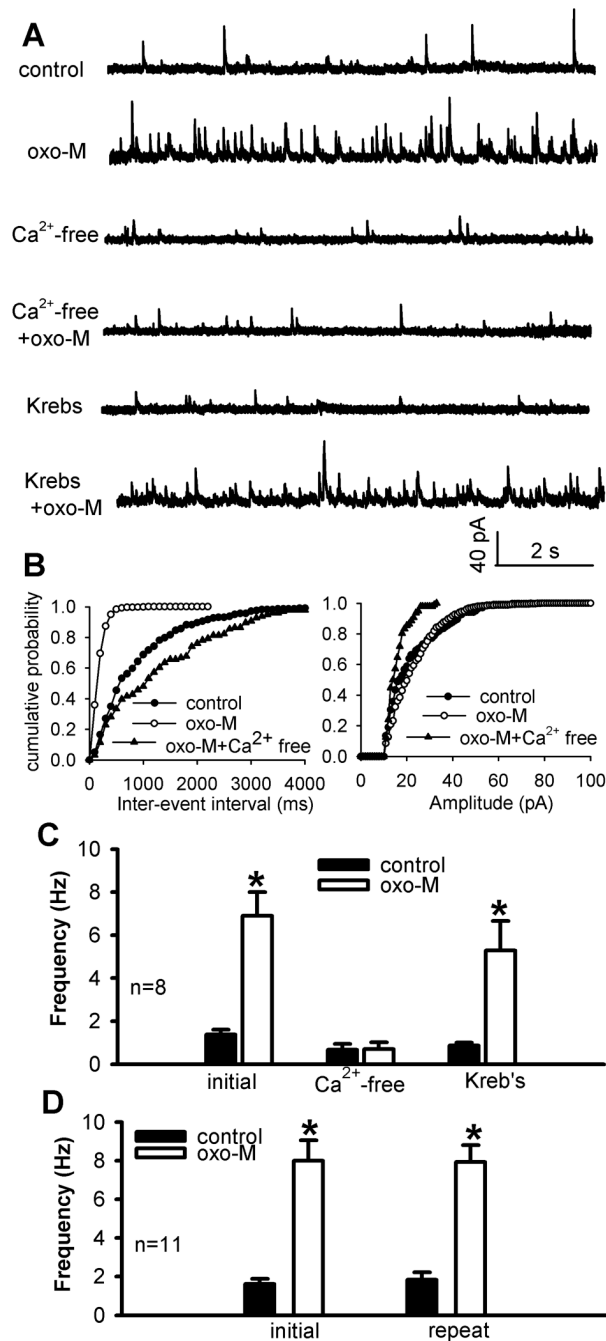 A
control
oxo-M
Ca²⁺-free
Ca²⁺-free
+oxo-M
Krebs
Krebs
+oxo-M
40 pA
2 s
B
cumulative probability
1.0
0.8
0.6
0.4
0.2
0.0
control
oxo-M
oxo-M+Ca²⁺ free
0 1000 2000 3000 4000
Inter-event interval (ms)
1.0
0.8
0.6
0.4
0.2
0.0
control
oxo-M
oxo-M+Ca²⁺ free
0 20 40 60 80 100
Amplitude (pA)
C
Frequency (Hz)
10
8
6
4
2
0
control
oxo-M
* *
n=8
initial Ca²⁺-free Kreb's
D
Frequency (Hz)
10
8
6
4
2
0
control
oxo-M
* *
n=11
initial repeat